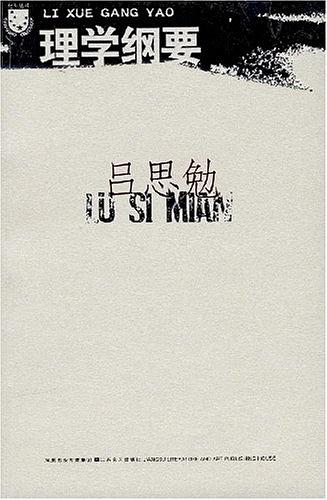 LI XUE GANG YAO
理学纲要
吕思勉
LU SI MIAN
JIANGSU LITERATURE AND ART PUBLISHING HOUSE